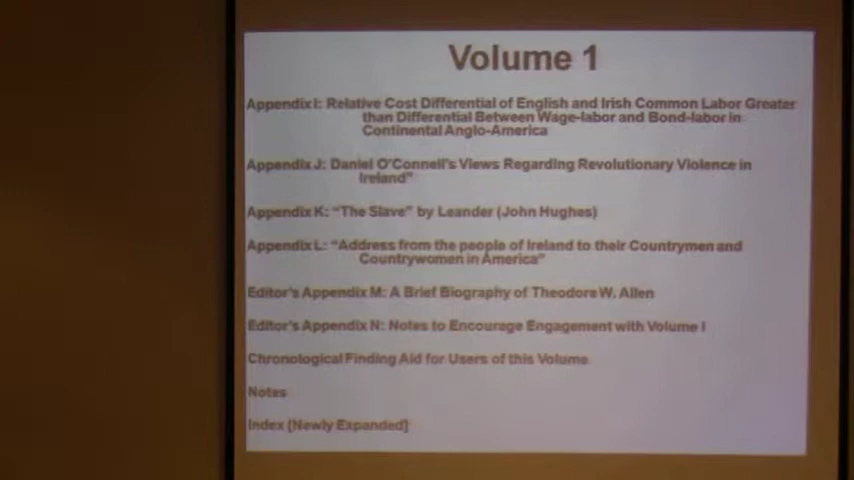 Volume 1
Appendix I: Relative Cost Differential of English and Irish Common Labor Greater
than Differential Between Wage-labor and Bond-labor in
Continental Anglo-America
Appendix J: Daniel O'Connell's Views Regarding Revolutionary Violence in
Ireland"
Appendix K: "The Slave" by Leander (John Hughes)
Appendix L: "Address from the people of Ireland to their Countrymen and
Countrywomen in America"
Editor's Appendix M: A Brief Biography of Theodore W. Allen
Editor's Appendix N: Notes to Encourage Engagement with Volume I
Chronological Finding Aid for Users of this Volume
Notes
Index [Newly Expanded]